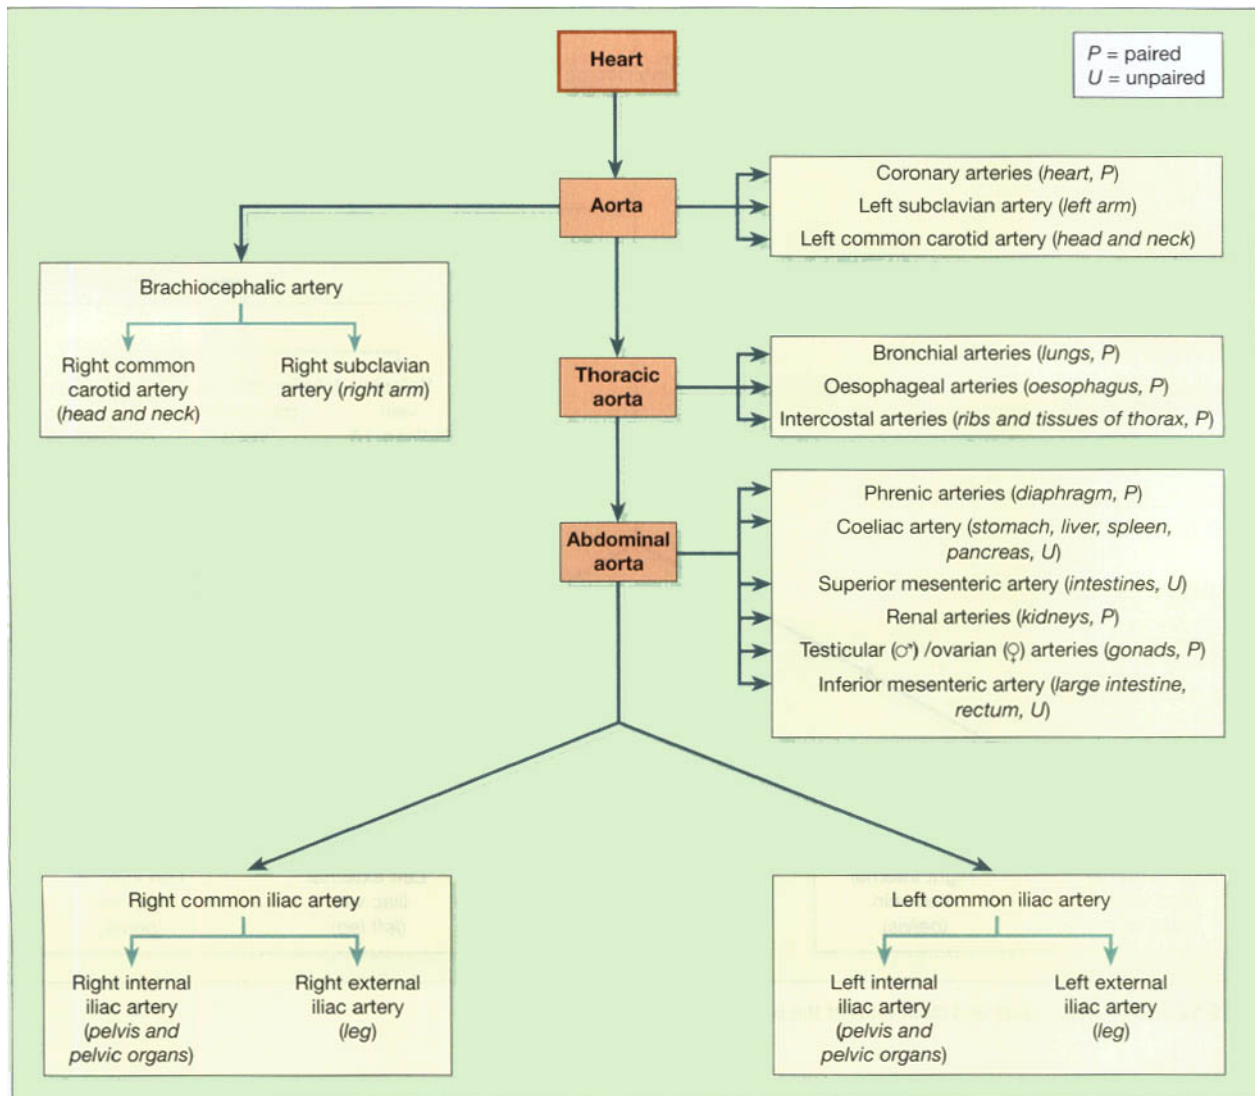 Heart
P = paired
U = unpaired
Aorta
Coronary arteries (heart, P)
Left subclavian artery (left arm)
Left common carotid artery (head and neck)
Brachiocephalic artery
Right common
carotid artery
(head and neck)
Right subclavian
artery (right arm)
Thoracic
aorta
Bronchial arteries (lungs, P)
Oesophageal arteries (oesophagus, P)
Intercostal arteries (ribs and tissues of thorax, P)
Abdominal
aorta
Phrenic arteries (diaphragm, P)
Coeliac artery (stomach, liver, spleen,
pancreas, U)
Superior mesenteric artery (intestines, U)
Renal arteries (kidneys, P)
Testicular (♂) /ovarian (♀) arteries (gonads, P)
Inferior mesenteric artery (large intestine,
rectum, U)
Right common iliac artery
Right internal
iliac artery
(pelvis and
pelvic organs)
Right external
iliac artery
(leg)
Left common iliac artery
Left internal
iliac artery
(pelvis and
pelvic organs)
Left external
iliac artery
(leg)